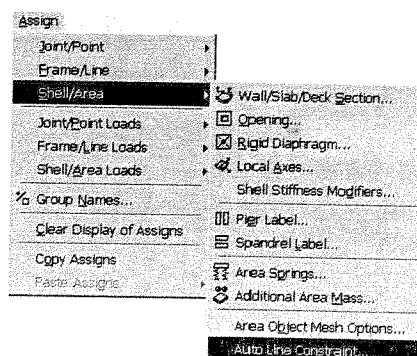 Assign
Joint/Point
Frame/Line
Shell/Area
Joint/Point Loads
Frame/Line Loads
Shell/Area Loads
Group Names...
Clear Display of Assigns
Copy Assigns
Paste Assigns
Wall/Slab/Deck Section...
Opening...
Rigid Diaphragm...
Local Axes...
Shell Stiffness Modifiers...
Pier Label...
Spandrel Label...
Area Springs...
Additional Area Mass...
Area Object Mesh Options...
Auto Line Constraint...